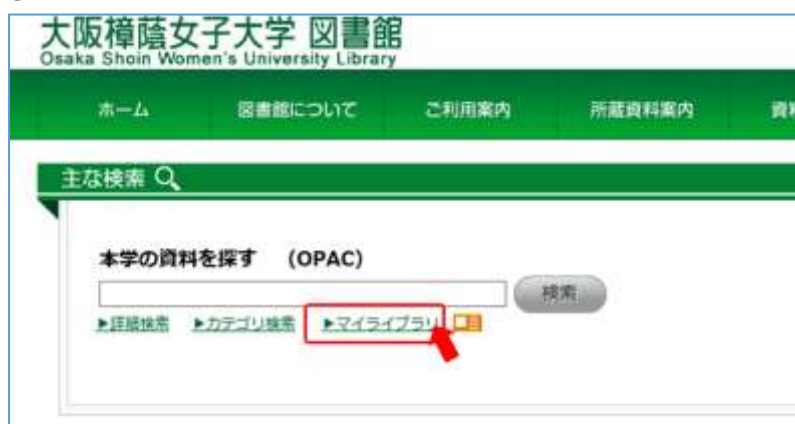 大阪樟蔭女子大学 図書館
Osaka Shoin Women's University Library
ホーム 図書館について ご利用案内 所蔵資料案内 資料
主な検索
本学の資料を探す (OPAC)
検索
▶詳細検索 ▶カテゴリ検索 ▶マイライブラリ